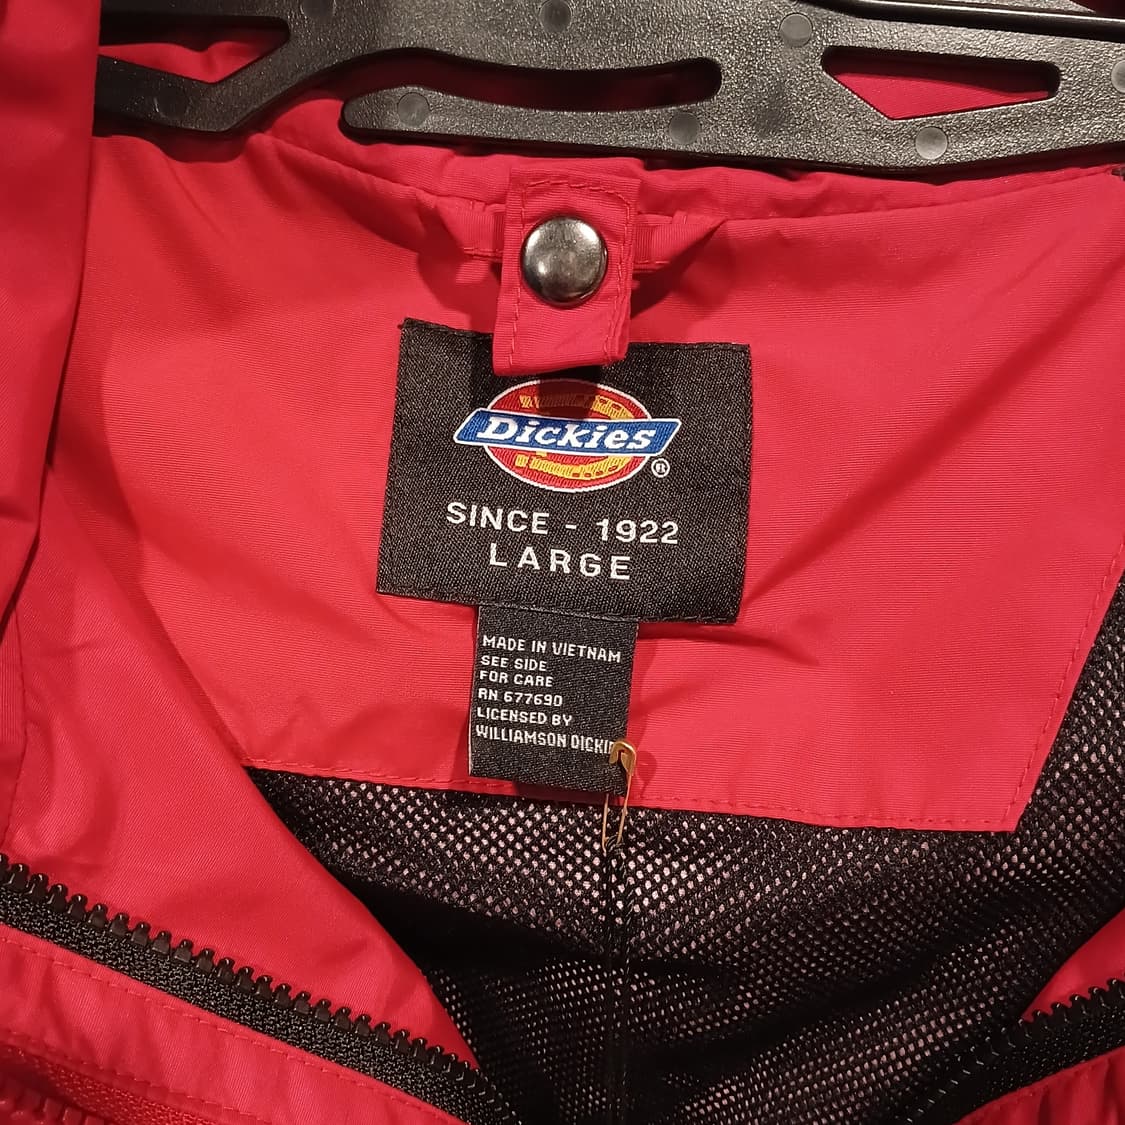 Dickies®
SINCE - 1922
LARGE
MADE IN VIETNAM
SEE SIDE
FOR CARE
RN 677690
LICENSED BY
WILLIAMSON DICKIE